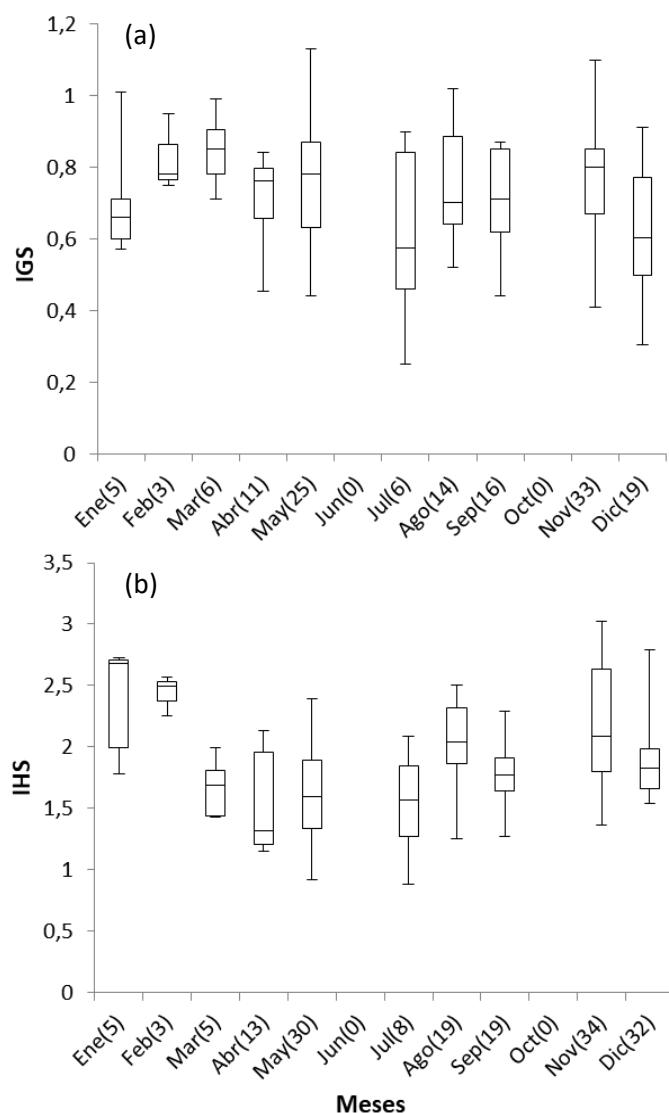 (a)
1,2
1
0,8
0,6
0,4
0,2
0
IGS
Ene(5) Feb(3) Mar(6) Abr(11) May(25) Jun(0) Jul(6) Ago(14) Sep(16) Oct(0) Nov(33) Dic(19)
(b)
3,5
3
2,5
2
1,5
1
0,5
0
IHS
Ene(5) Feb(3) Mar(5) Abr(13) May(30) Jun(0) Jul(8) Ago(19) Sep(19) Oct(0) Nov(34) Dic(32)
Meses